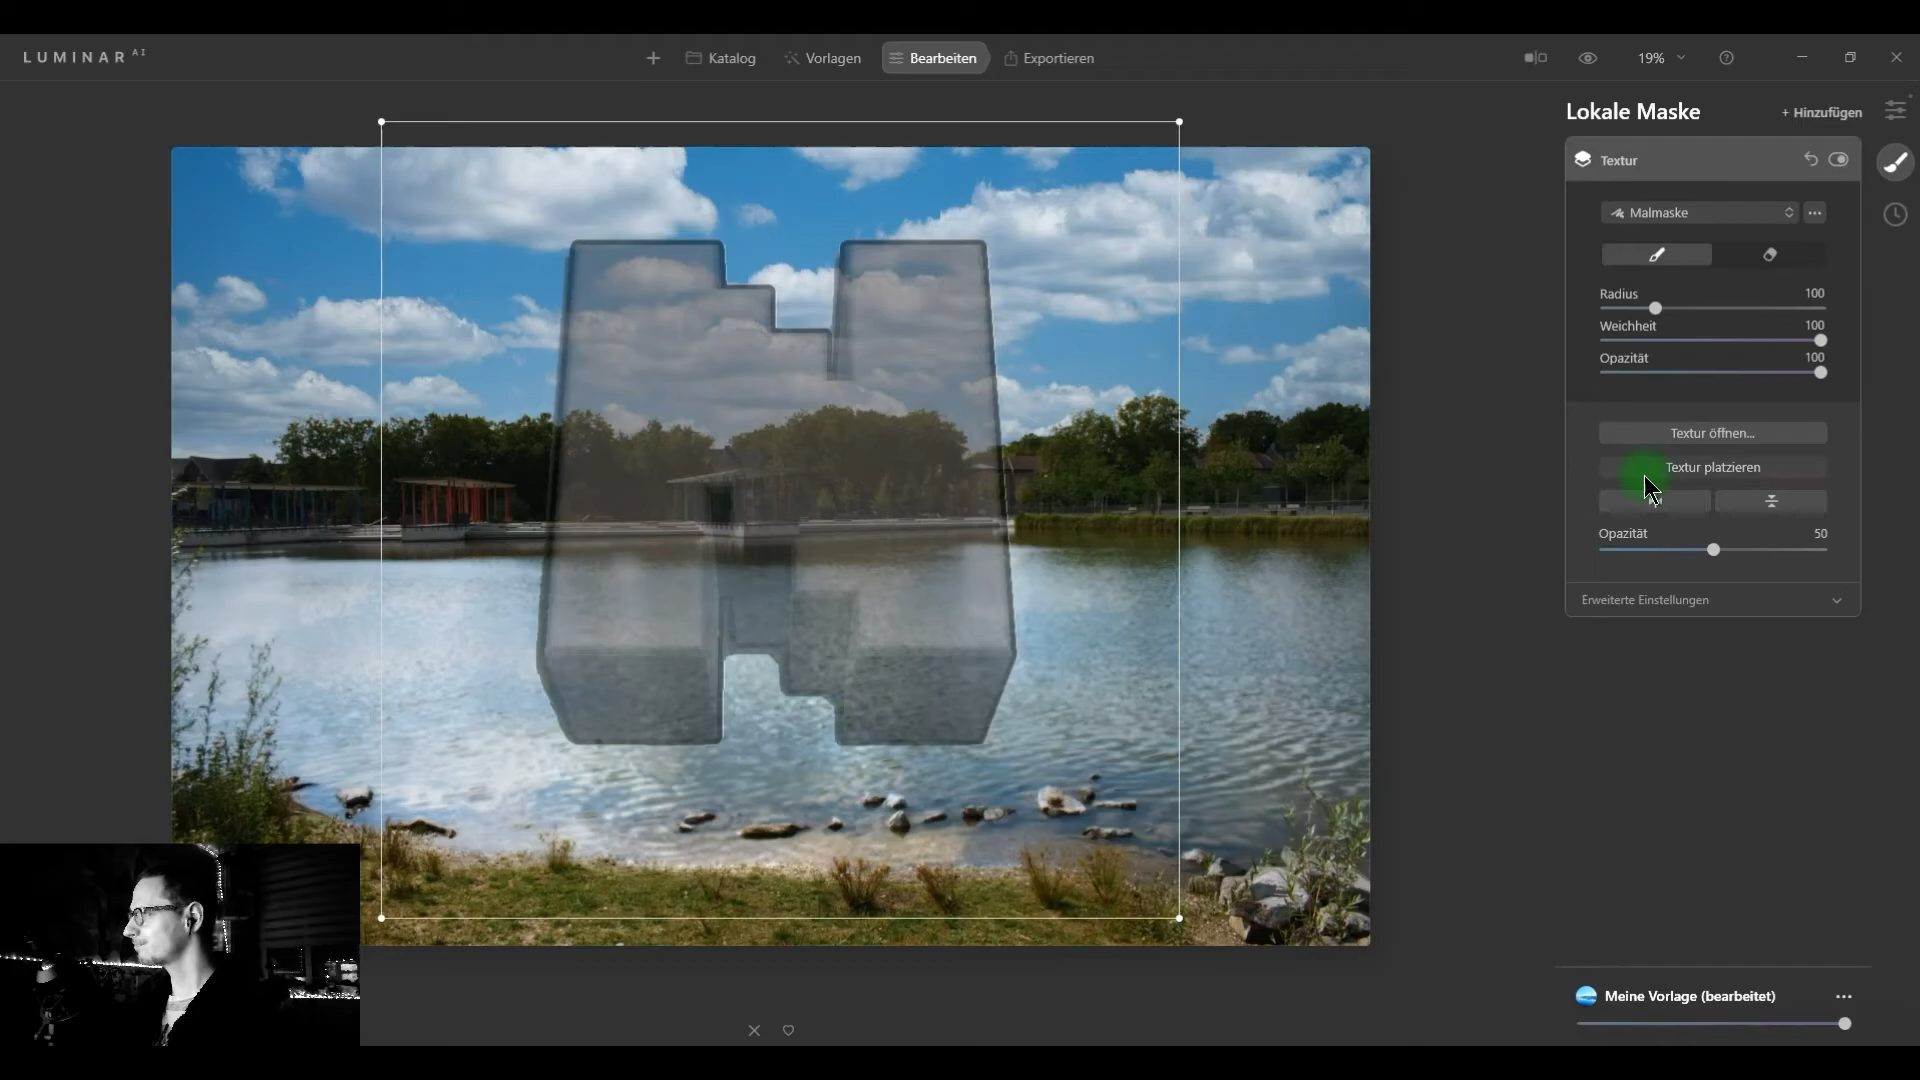 LUMINAR AI
Katalog
Vorlagen
Bearbeiten
Exportieren
19%
Lokale Maske
+ Hinzufügen
Textur
Malmaske
Radius 100
Weichheit 100
Opazität 100
Textur öffnen...
Textur platzieren
Opazität 50
Erweiterte Einstellungen
Meine Vorlage (bearbeitet)